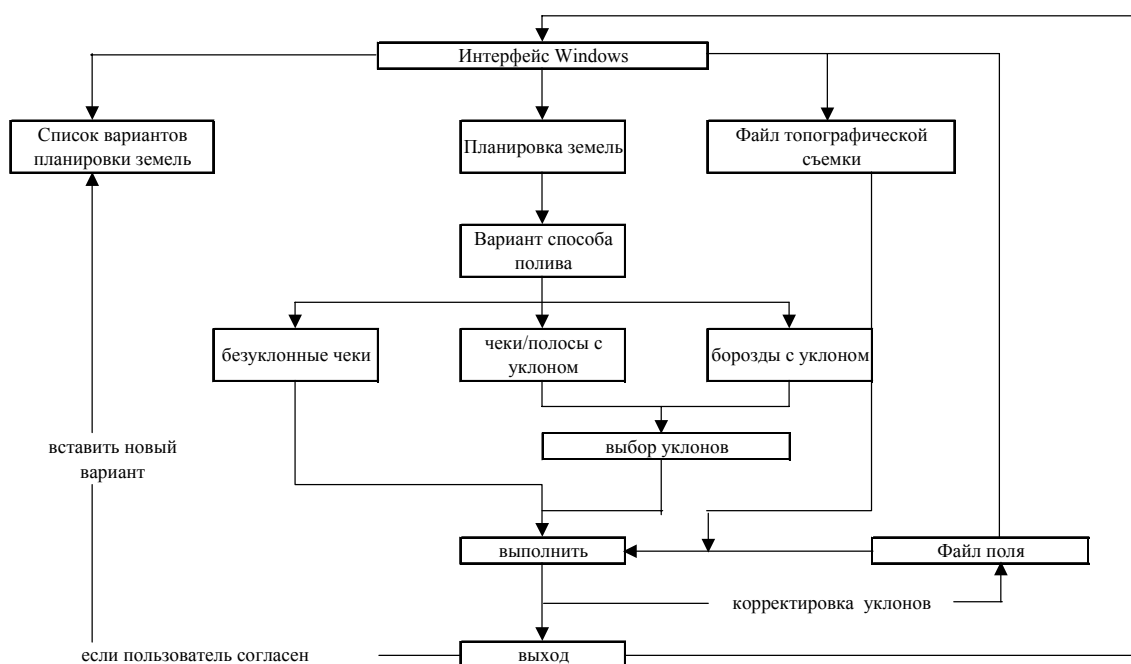 Интерфейс Windows
Список вариантов
планировки земель
Планировка земель
Файл топографической
съемки
Вариант способа
полива
безуклонные чеки
чеки/полосы с
уклоном
борозды с уклоном
вставить новый
вариант
выбор уклонов
выполнить
Файл поля
корректировка уклонов
если пользователь согласен
выход